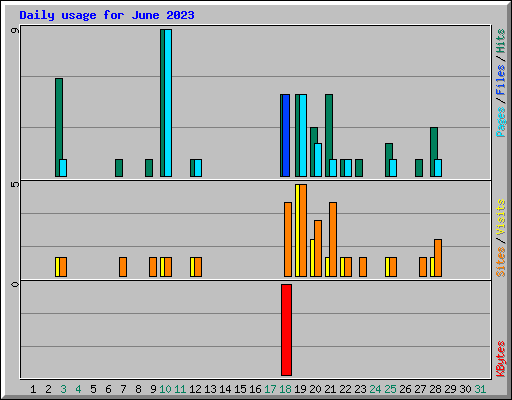 Daily usage for June 2023
9
Pages / Files / Hits
5
Sites / Visits
0
KBytes
1 2 3 4 5 6 7 8 9 10 11 12 13 14 15 16 17 18 19 20 21 22 23 24 25 26 27 28 29 30 31